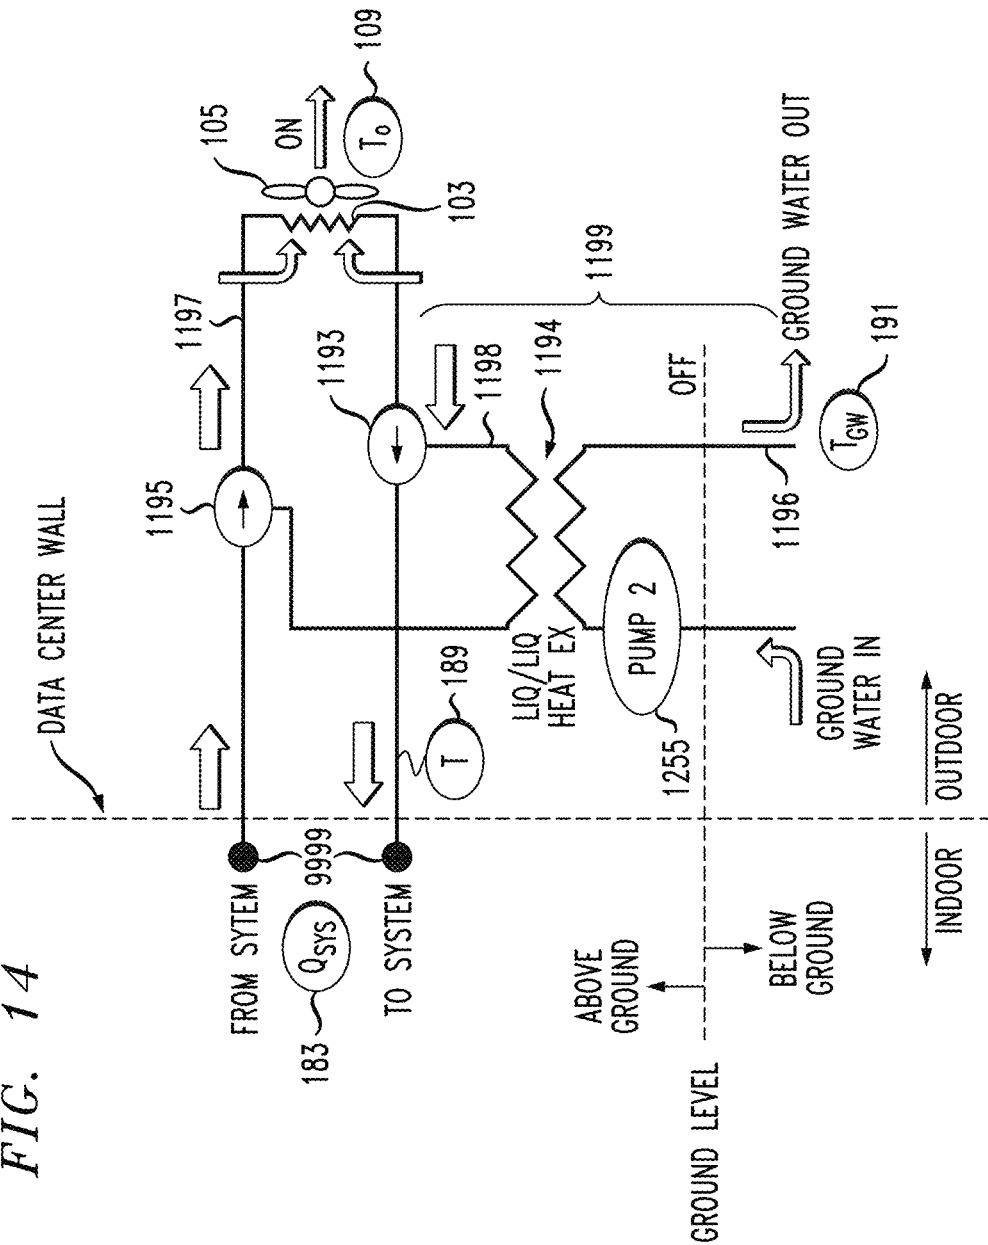 FIG. 14
DATA CENTER WALL
1195
1197
105
ON
109
T₀
103
1193
1199
1198
1194
189
T
FROM SYTEM
9999
183
QSYS
TO SYSTEM
LIQ/LIQ
HEAT EX
PUMP 2
1255
OFF
1196
GROUND WATER OUT
191
TGW
GROUND
WATER IN
ABOVE
GROUND
BELOW
GROUND
GROUND LEVEL
INDOOR
OUTDOOR